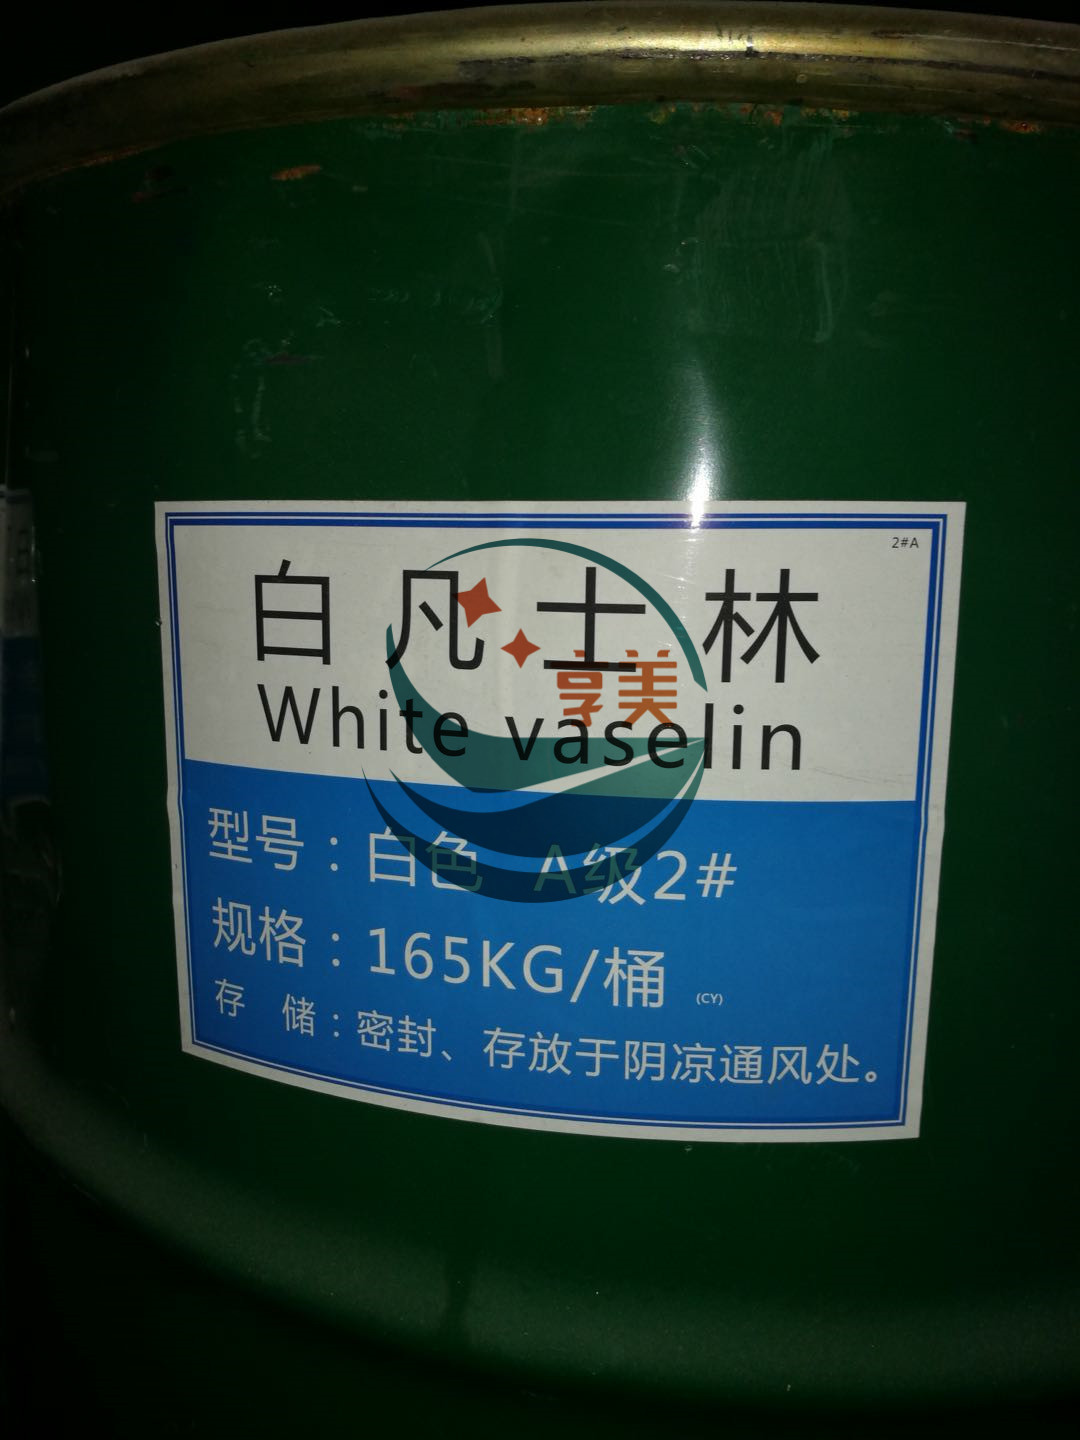 2#A
白凡士林
享美
White vaselin
型号：白色 A级2#
规格：165KG/桶 (CY)
存 储：密封、存放于阴凉通风处。